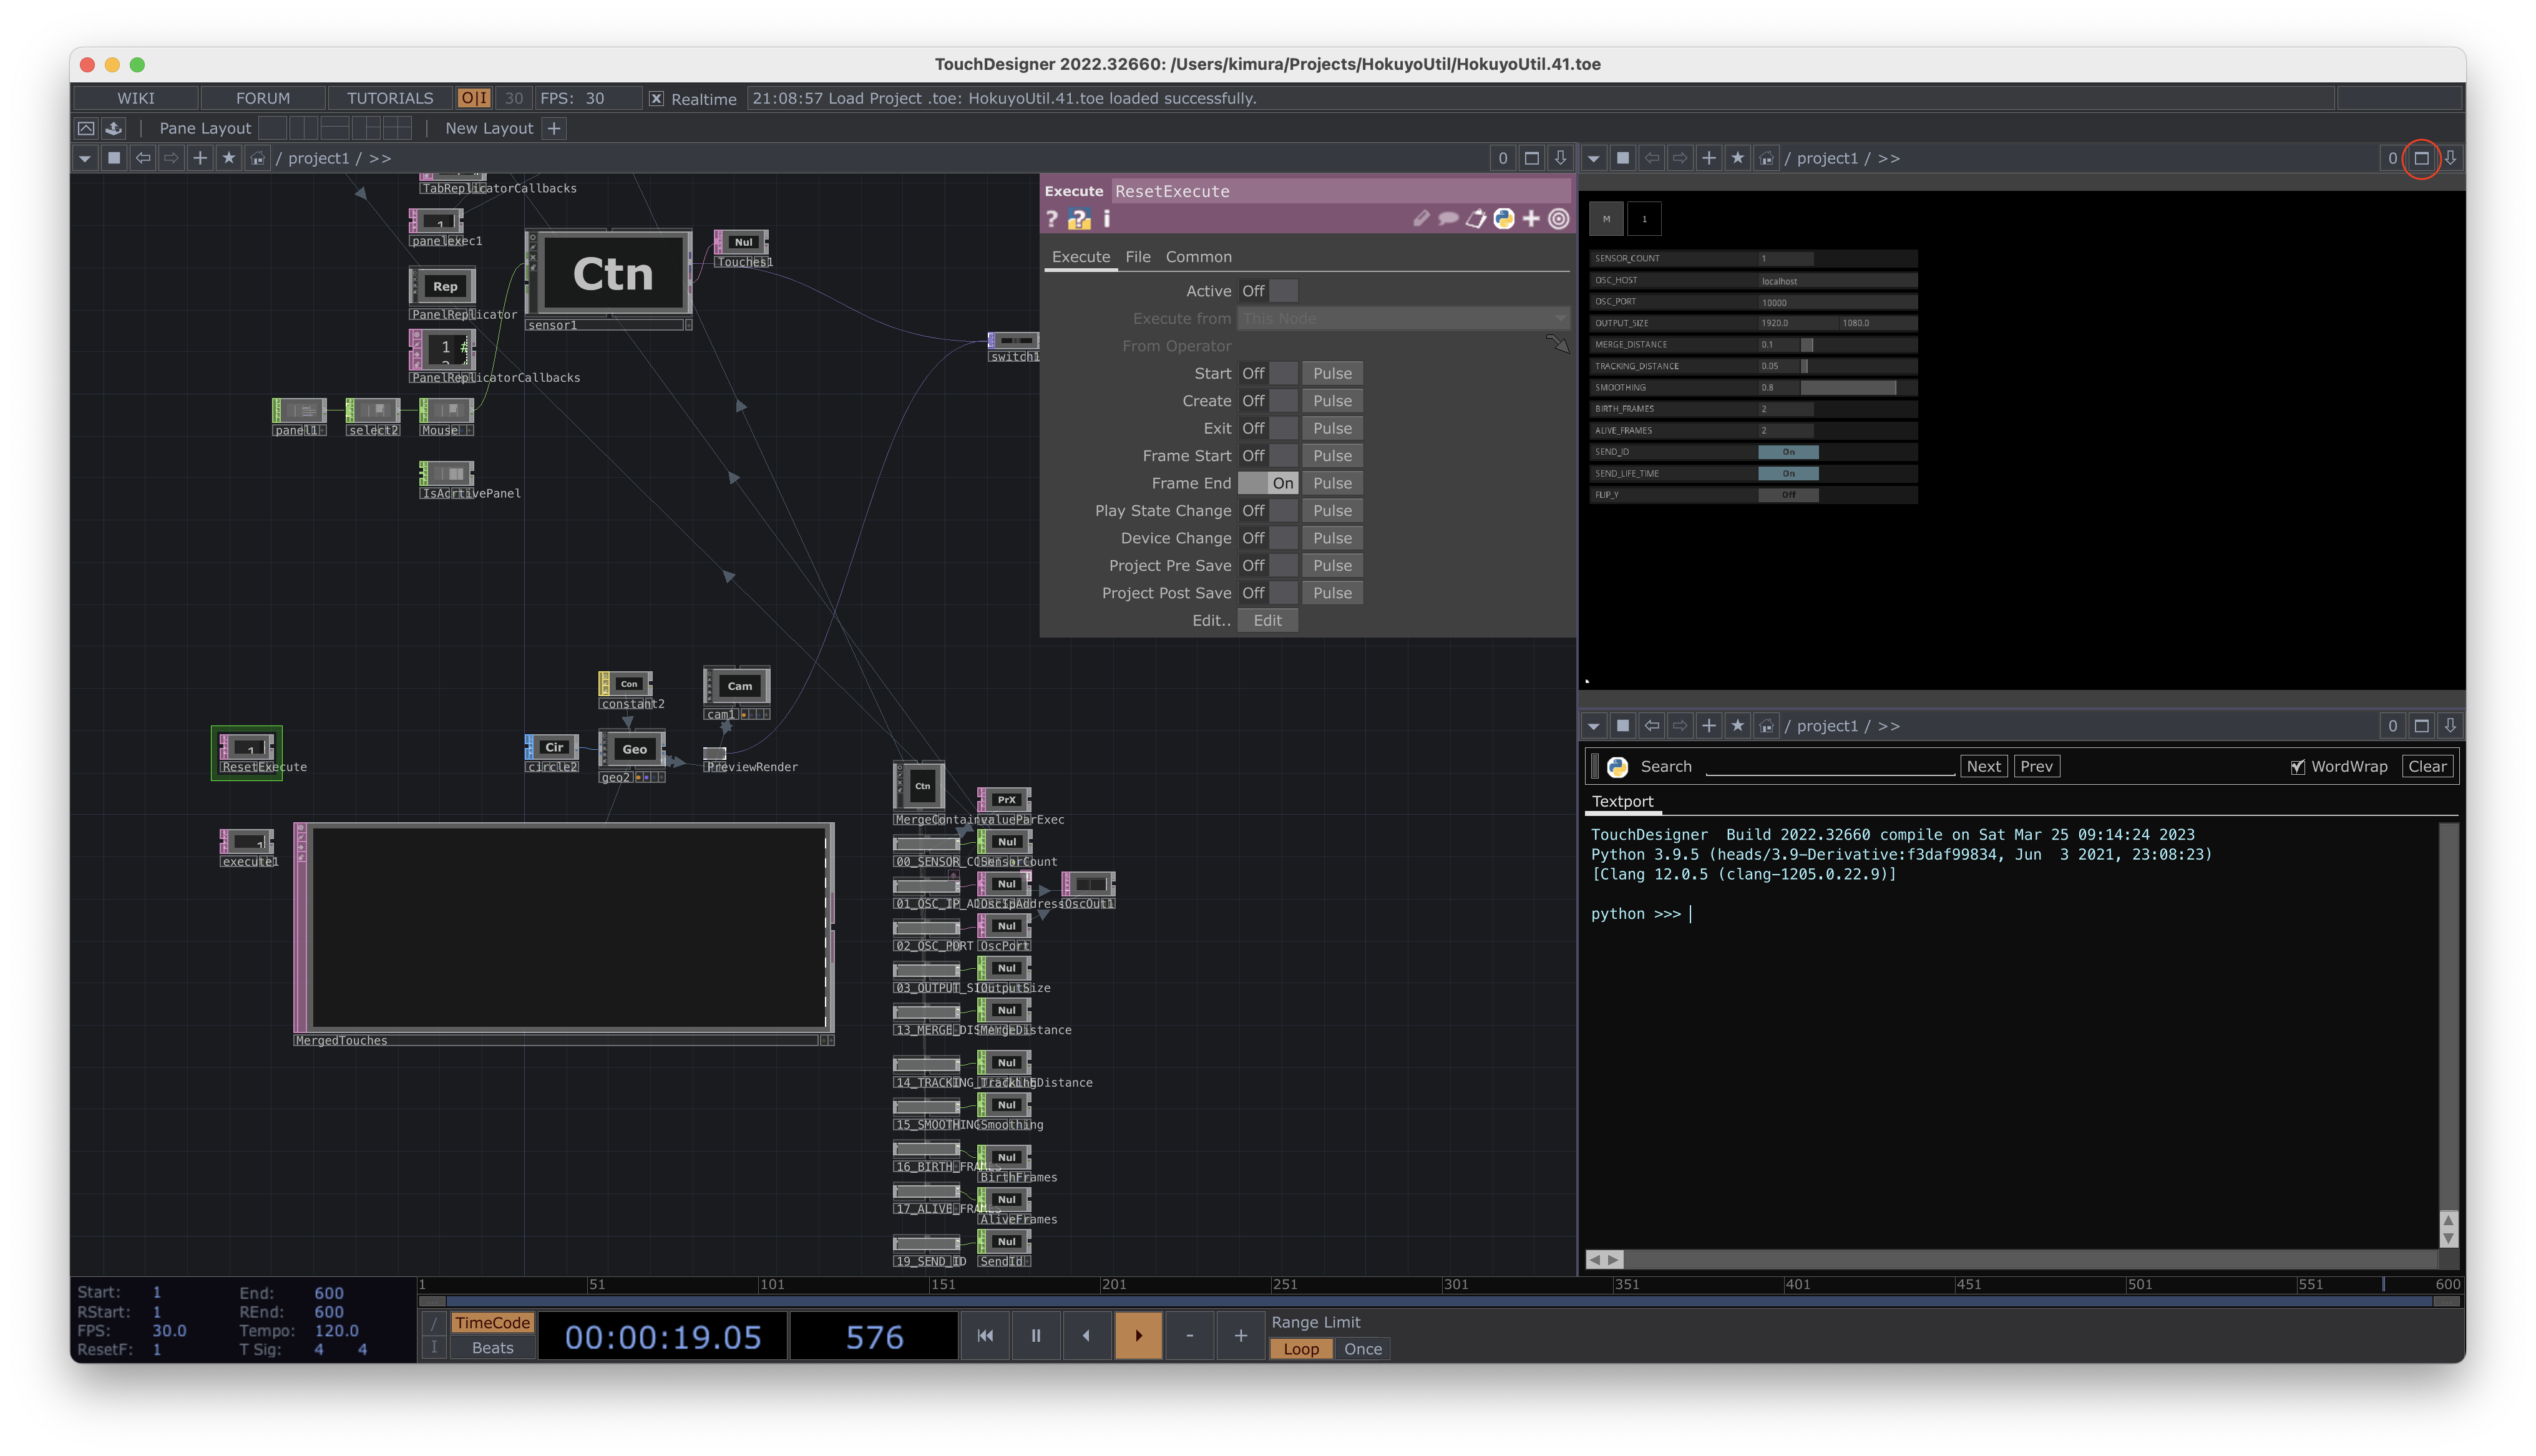 TouchDesigner 2022.32660: /Users/kimura/Projects/HokuyoUtil/HokuyoUtil.41.toe
WIKI FORUM TUTORIALS O|I 30 FPS: 30 Realtime 21:08:57 Load Project .toe: HokuyoUtil.41.toe loaded successfully.
Pane Layout New Layout +
/ project1 / >> 0
/ project1 / >> 0
TabReplicatorCallbacks
panelexec1
Rep
PanelReplicator
PanelReplicatorCallbacks
Ctn
sensor1
Nul
Touches1
switch1
panel1
select2
Mouse
Execute ResetExecute
? i
Execute File Common
Active Off
Execute from This Node
From Operator
Start Off Pulse
Create Off Pulse
Exit Off Pulse
Frame Start Off Pulse
Frame End On Pulse
Play State Change Off Pulse
Device Change Off Pulse
Project Pre Save Off Pulse
Project Post Save Off Pulse
Edit.. Edit
M 1
SENSOR_COUNT 1
OSC_HOST localhost
OSC_PORT 10000
OUTPUT_SIZE 1920.0 1080.0
MERGE_DISTANCE 0.1
TRACKING_DISTANCE 0.05
SMOOTHING 0.8
BIRTH_FRAMES 2
ALIVE_FRAMES 2
SEND_ID On
SEND_LIFE_TIME On
FLIP_Y Off
Con
constant2
Cam
cam1
ResetExecute
Cir
circle2
Geo
geo2
PreviewRender
execute1
MergedTouches
Ctn
PrX
Nul
Nul
OscOut1
Nul
02_OSC_PORT OscPort
Nul
OutputSize
Nul
MergeDistance
Nul
Nul
15_SMOOTHING Smoothing
Nul
BirthFrames
Nul
AliveFrames
Nul
19_SEND_ID SendId
/ project1 / >> 0
Search Next Prev WordWrap Clear
Textport
TouchDesigner  Build 2022.32660 compile on Sat Mar 25 09:14:24 2023
Python 3.9.5 (heads/3.9-Derivative:f3daf99834, Jun  3 2021, 23:08:23)
[Clang 12.0.5 (clang-1205.0.22.9)]
python >>>
1 51 101 151 201 251 301 351 401 451 501 551 600
Start: 1 End: 600
RStart: 1 REnd: 600
FPS: 30.0 Tempo: 120.0
ResetF: 1 T Sig: 4 4
/ TimeCode
I Beats
00:00:19.05 576 - +
Range Limit
Loop Once